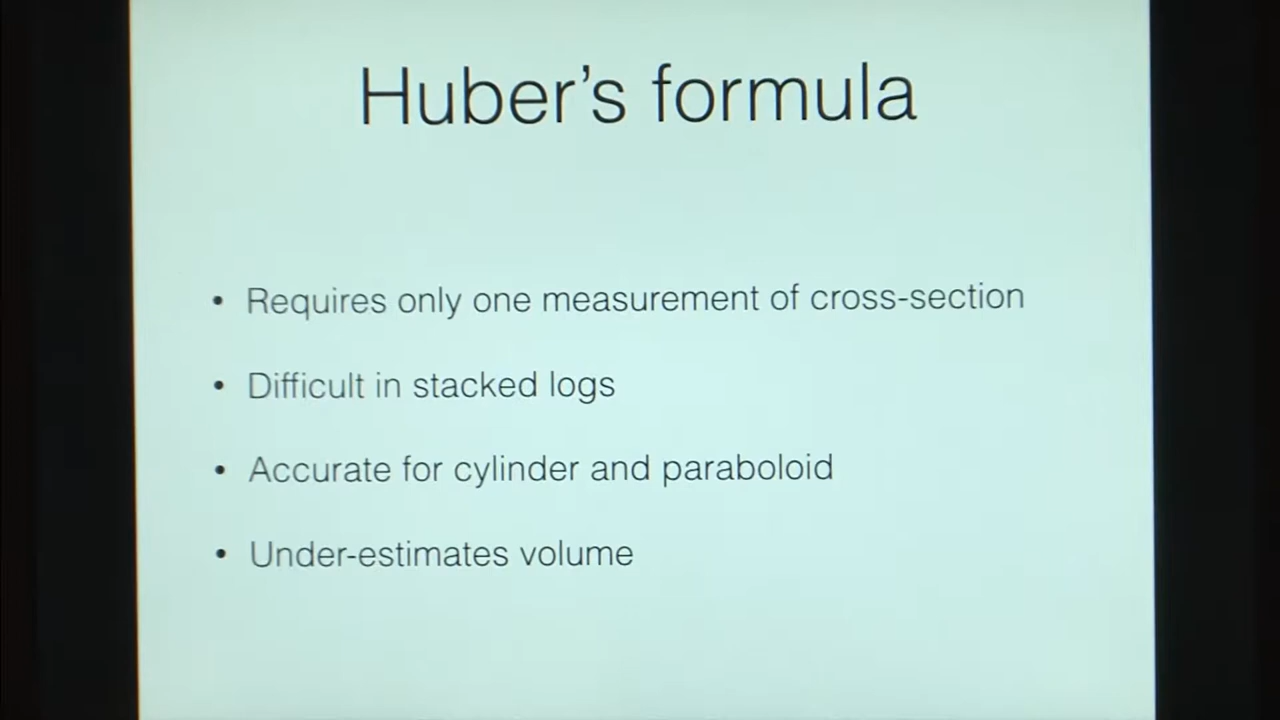 Huber's formula
• Requires only one measurement of cross-section
• Difficult in stacked logs
• Accurate for cylinder and paraboloid
• Under-estimates volume